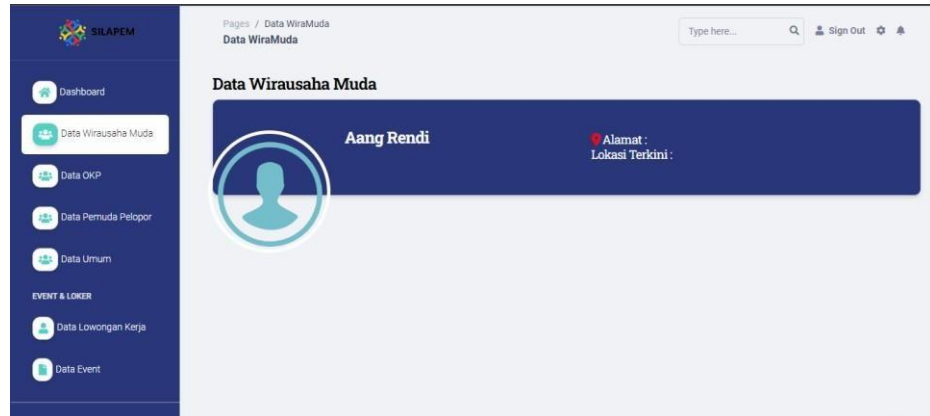 SILAPEM
Dashboard
Data Wirausaha Muda
Data OKP
Data Pemuda Pelopor
Data Umum
EVENT & LOKER
Data Lowongan Kerja
Data Event
Pages / Data WiraMuda
Data WiraMuda
Type here...
Sign Out
Data Wirausaha Muda
Aang Rendi
Alamat :
Lokasi Terkini :